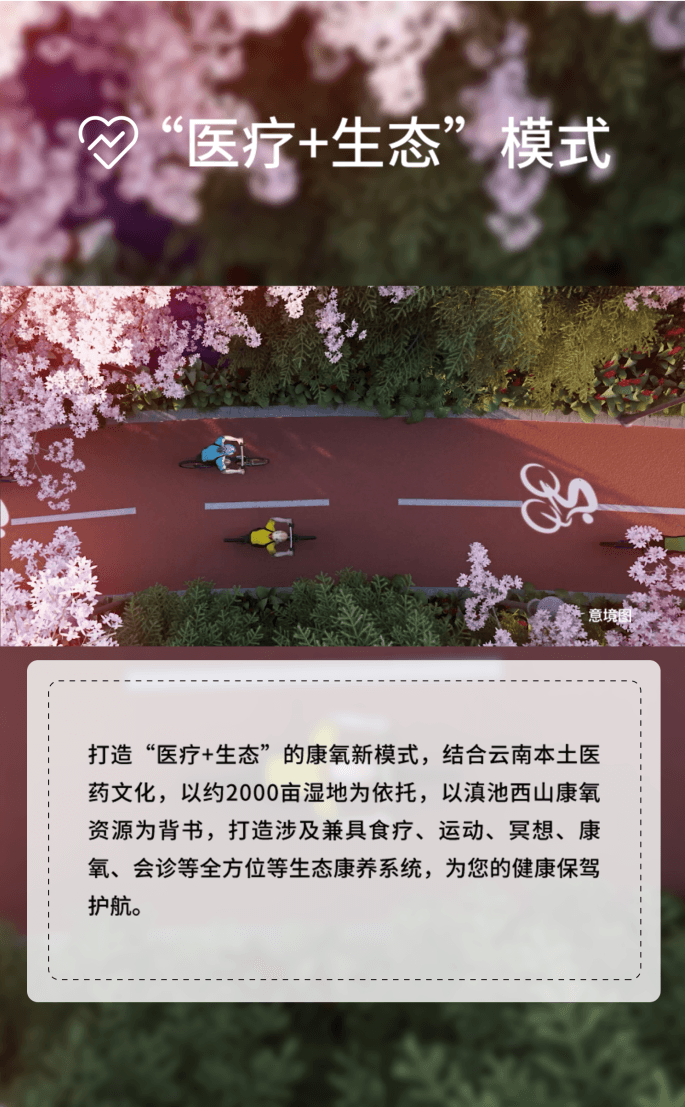 “医疗+生态”模式
意境图
打造“医疗+生态”的康氧新模式，结合云南本土医
药文化，以约2000亩湿地为依托，以滇池西山康氧
资源为背书，打造涉及兼具食疗、运动、冥想、康
氧、会诊等全方位等生态康养系统，为您的健康保驾
护航。